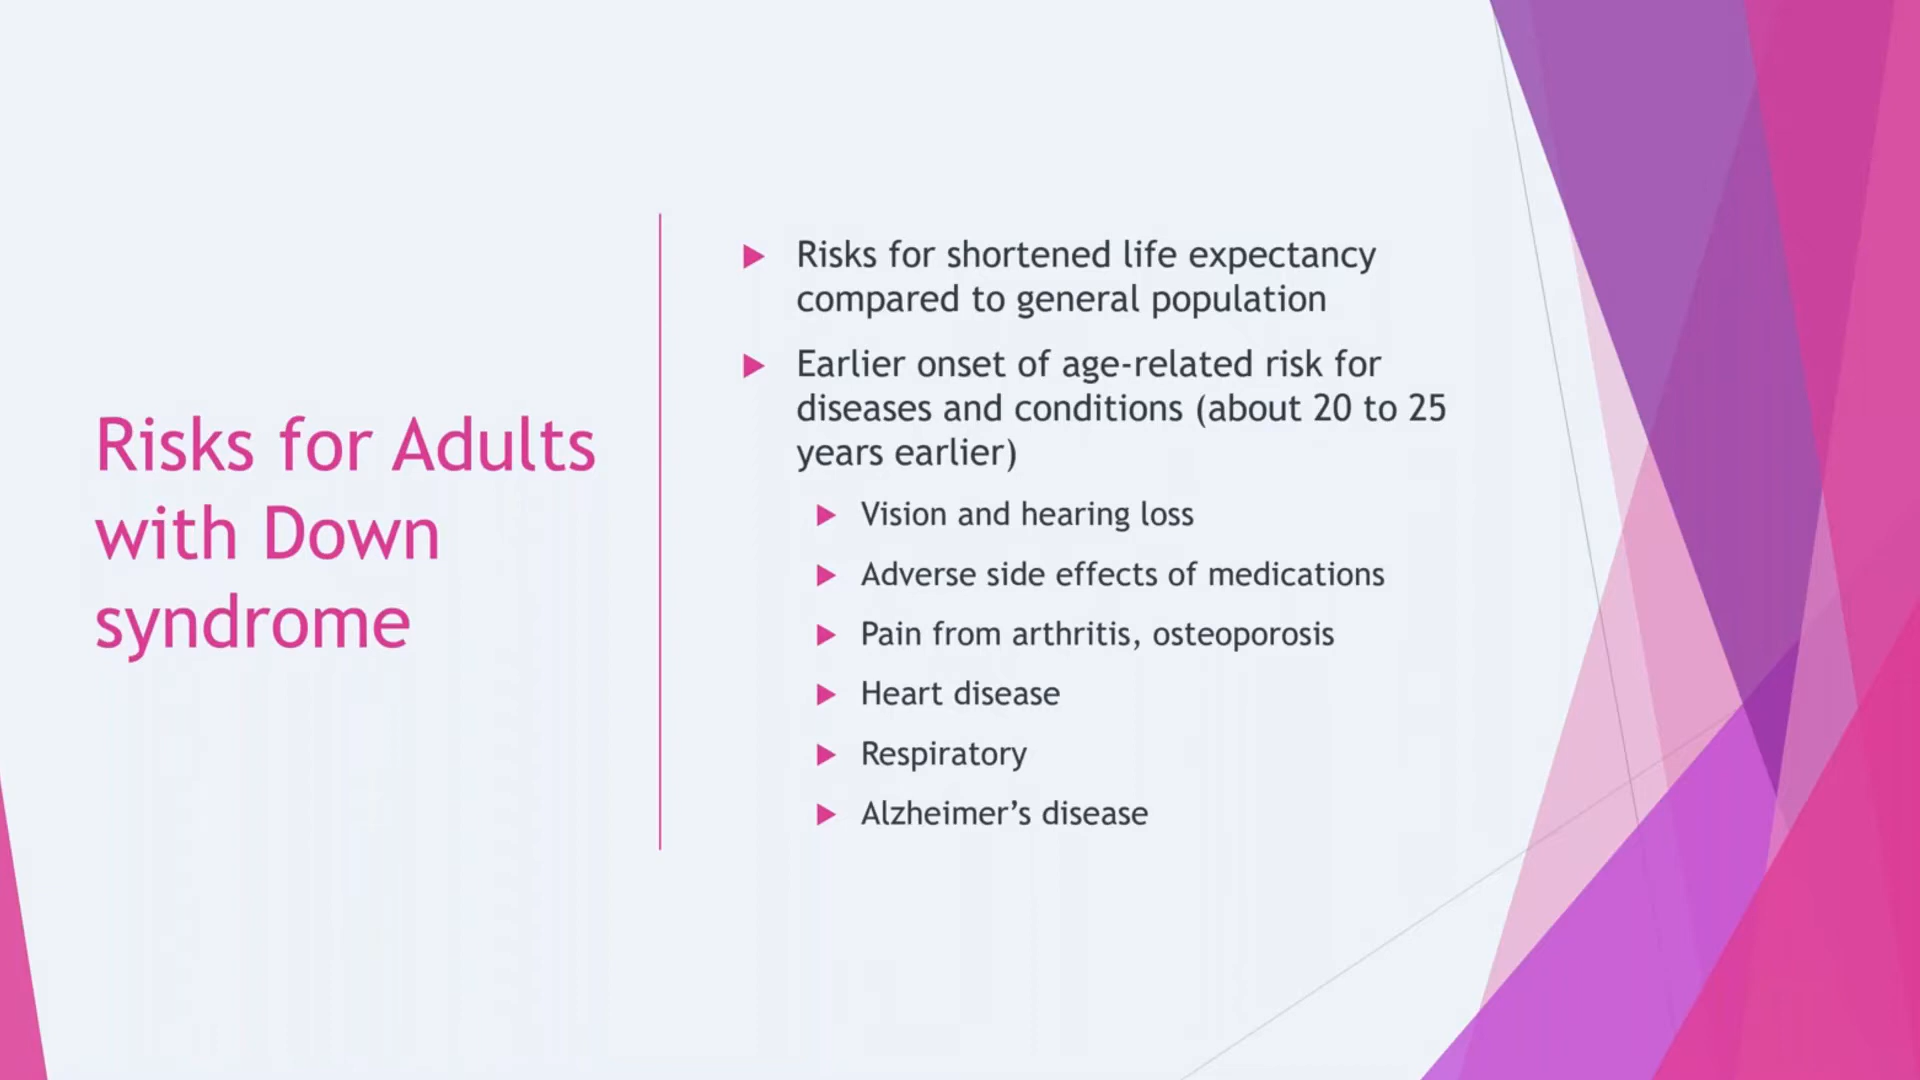 Risks for Adults
with Down
syndrome
Risks for shortened life expectancy
compared to general population
Earlier onset of age-related risk for
diseases and conditions (about 20 to 25
years earlier)
Vision and hearing loss
Adverse side effects of medications
Pain from arthritis, osteoporosis
Heart disease
Respiratory
Alzheimer’s disease